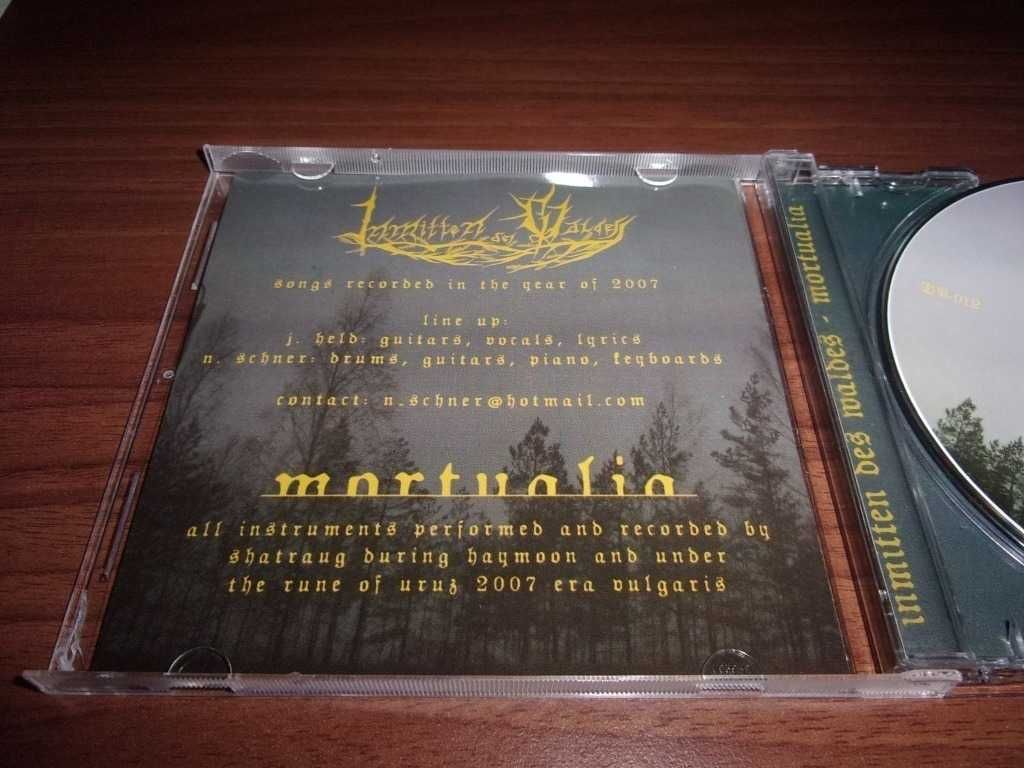 Inmitten des Waldes
songs recorded in the year of 2007
line up:
j. held: guitars, vocals, lyrics
n. schner: drums, guitars, piano, keyboards
contact: n.schner@hotmail.com
mortualia
all instruments performed and recorded by
shatraug during haymoon and under
the rune of uruz 2007 era vulgaris
inmitten des waldes - mortualia